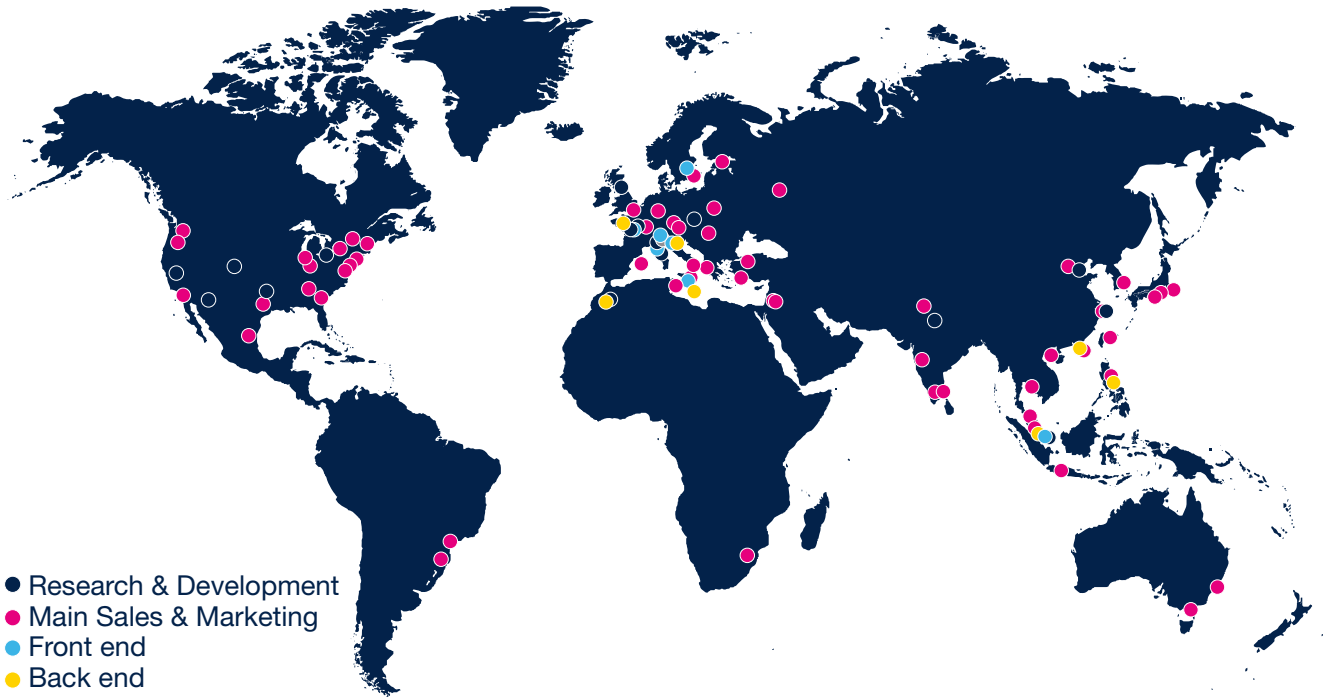 Research & Development
Main Sales & Marketing
Front end
Back end